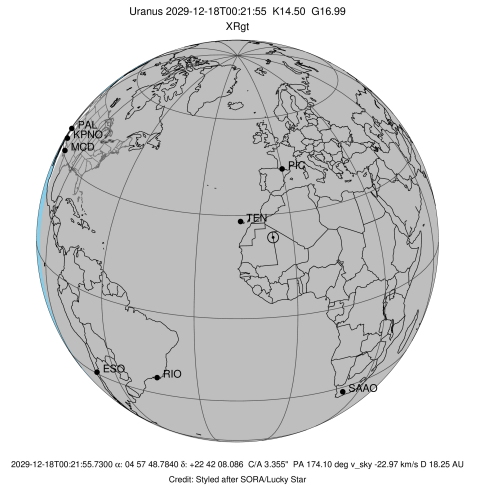 Uranus 2029-12-18T00:21:55 K14.50 G16.99
XRgt
PAL
KPNO
MCD
PIC
TEN
ESO
RIO
SAAO
2029-12-18T00:21:55.7300 α: 04 57 48.7840 δ: +22 42 08.086 C/A 3.355" PA 174.10 deg v_sky -22.97 km/s D 18.25 AU
Credit: Styled after SORA/Lucky Star